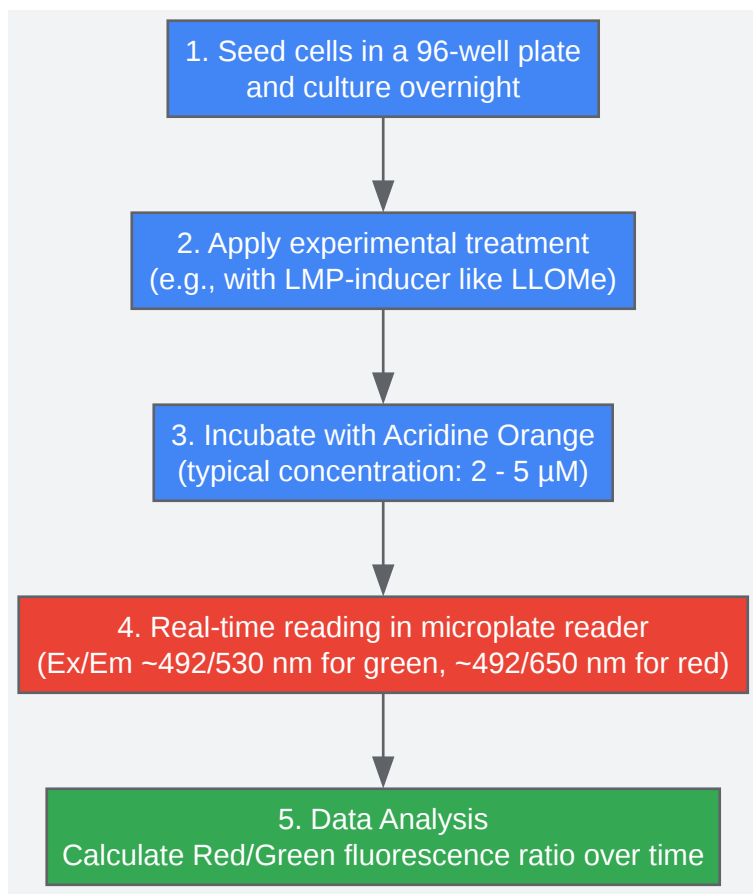 1. Seed cells in a 96-well plate
and culture overnight
2. Apply experimental treatment
(e.g., with LMP-inducer like LLOMe)
3. Incubate with Acridine Orange
(typical concentration: 2 - 5 µM)
4. Real-time reading in microplate reader
(Ex/Em ~492/530 nm for green, ~492/650 nm for red)
5. Data Analysis
Calculate Red/Green fluorescence ratio over time